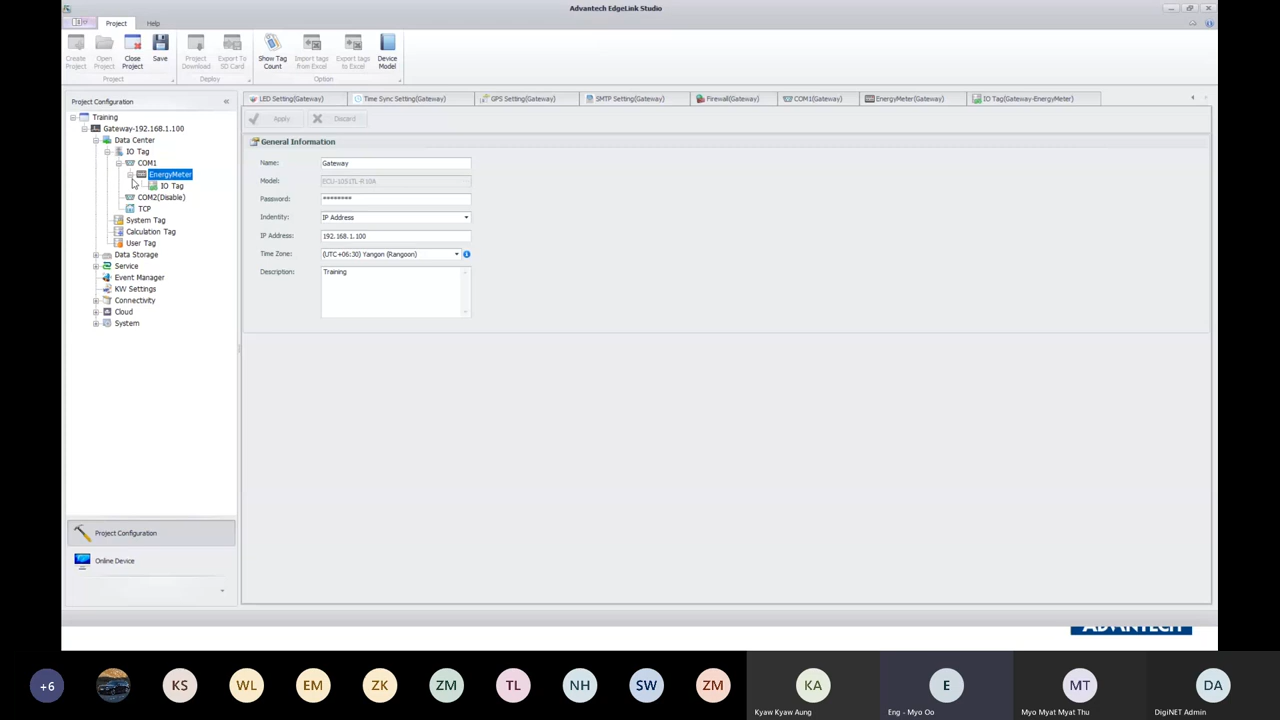 Advantech EdgeLink Studio
Project
Help
Create Project
Open Project
Close Project
Save
Project Download
Export To SD Card
Show Tag Count
Import tags from Excel
Export tags to Excel
Device Model
Project
Deploy
Option
Project Configuration
LED Setting(Gateway)
Time Sync Setting(Gateway)
GPS Setting(Gateway)
SMTP Setting(Gateway)
Firewall(Gateway)
COM1(Gateway)
EnergyMeter(Gateway)
IO Tag(Gateway-EnergyMeter)
Apply
Discard
Training
Gateway-192.168.1.100
Data Center
IO Tag
COM1
EnergyMeter
IO Tag
COM2(Disable)
TCP
System Tag
Calculation Tag
User Tag
Data Storage
Service
Event Manager
KW Settings
Connectivity
Cloud
System
General Information
Name: Gateway
Model: ECU-1051TL-R10A
Password: ********
Indentity: IP Address
IP Address: 192.168.1.100
Time Zone: (UTC+06:30) Yangon (Rangoon)
Description: Training
Project Configuration
Online Device
ADVANTECH
+6
KS
WL
EM
ZK
ZM
TL
NH
SW
ZM
KA
Kyaw Kyaw Aung
E
Eng - Myo Oo
MT
Myo Myat Myat Thu
DA
DigiNET Admin